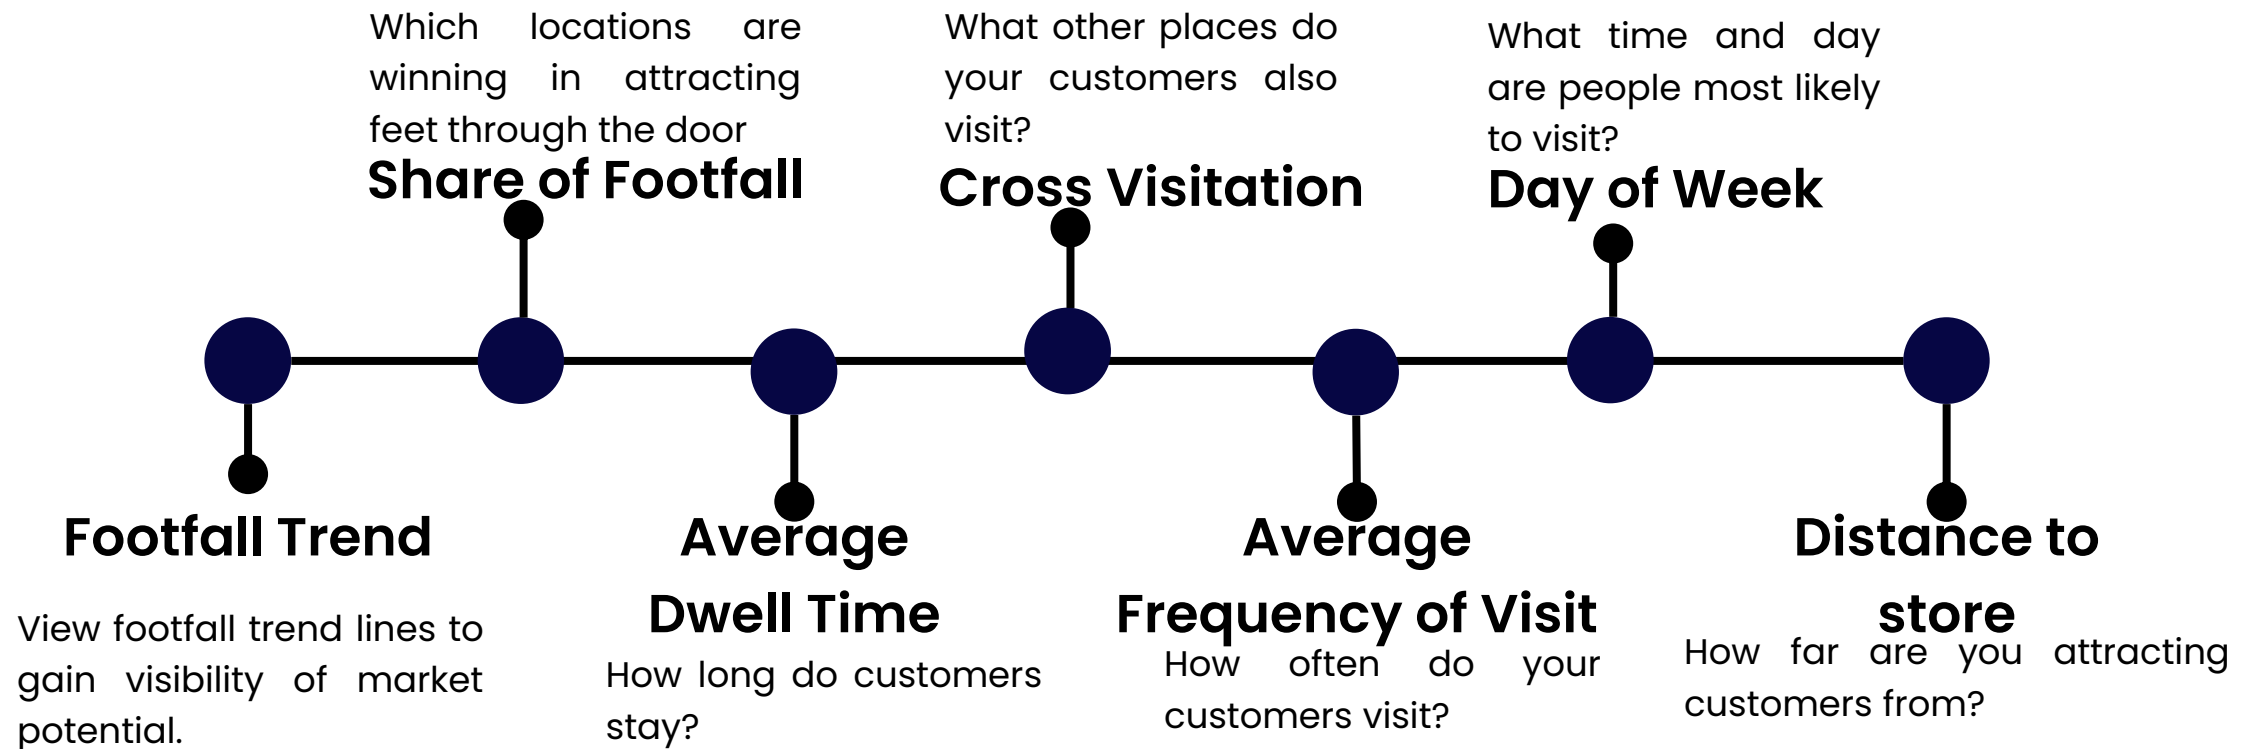 Which locations are
winning in attracting
feet through the door
Share of Footfall
What other places do
your customers also
visit?
Cross Visitation
What time and day
are people most likely
to visit?
Day of Week
Footfall Trend
View footfall trend lines to
gain visibility of market
potential.
Average
Dwell Time
How long do customers
stay?
Average
Frequency of Visit
How often do your
customers visit?
Distance to
store
How far are you attracting
customers from?